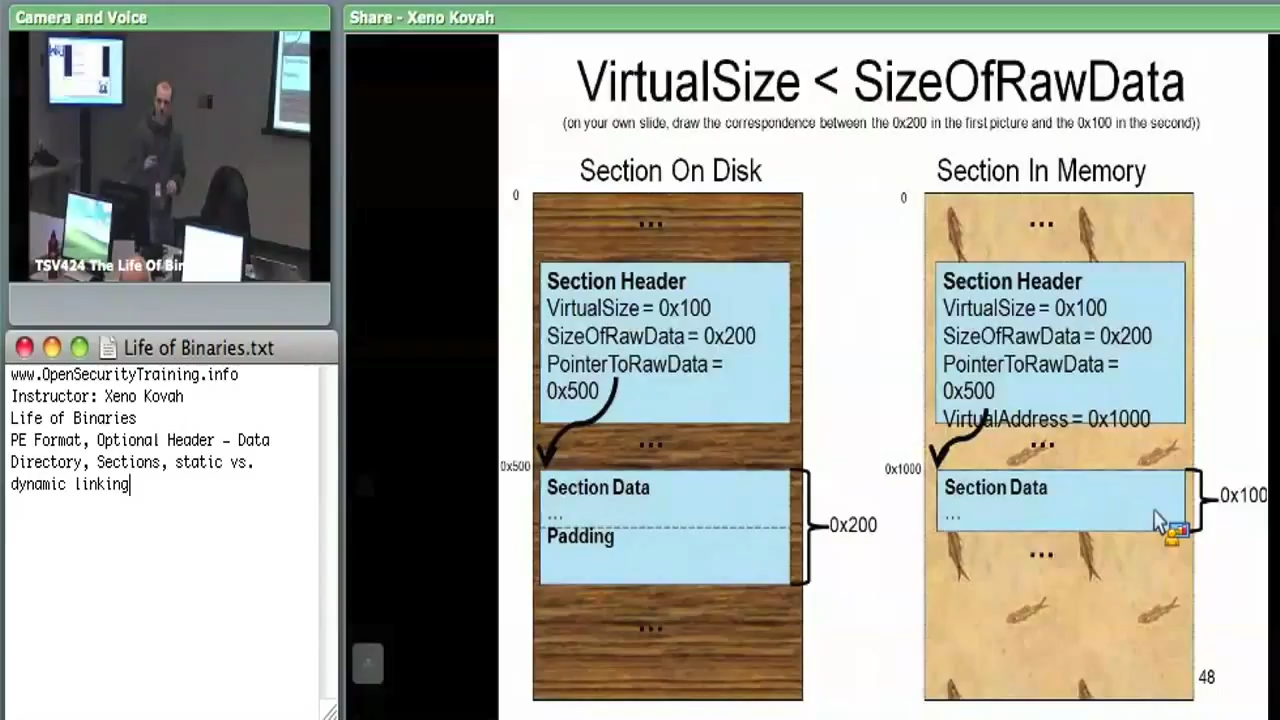 Camera and Voice
TSV424 The Life Of Bin
Life of Binaries.txt
www.OpenSecurityTraining.info
Instructor: Xeno Kovah
Life of Binaries
PE Format, Optional Header – Data
Directory, Sections, static vs.
dynamic linking
Share - Xeno Kovah
VirtualSize < SizeOfRawData
(on your own slide, draw the correspondence between the 0x200 in the first picture and the 0x100 in the second))
Section On Disk
0
...
Section Header
VirtualSize = 0x100
SizeOfRawData = 0x200
PointerToRawData =
0x500
...
0x500
Section Data
...
Padding
0x200
...
Section In Memory
0
...
Section Header
VirtualSize = 0x100
SizeOfRawData = 0x200
PointerToRawData =
0x500
VirtualAddress = 0x1000
...
0x1000
Section Data
...
0x100
...
48